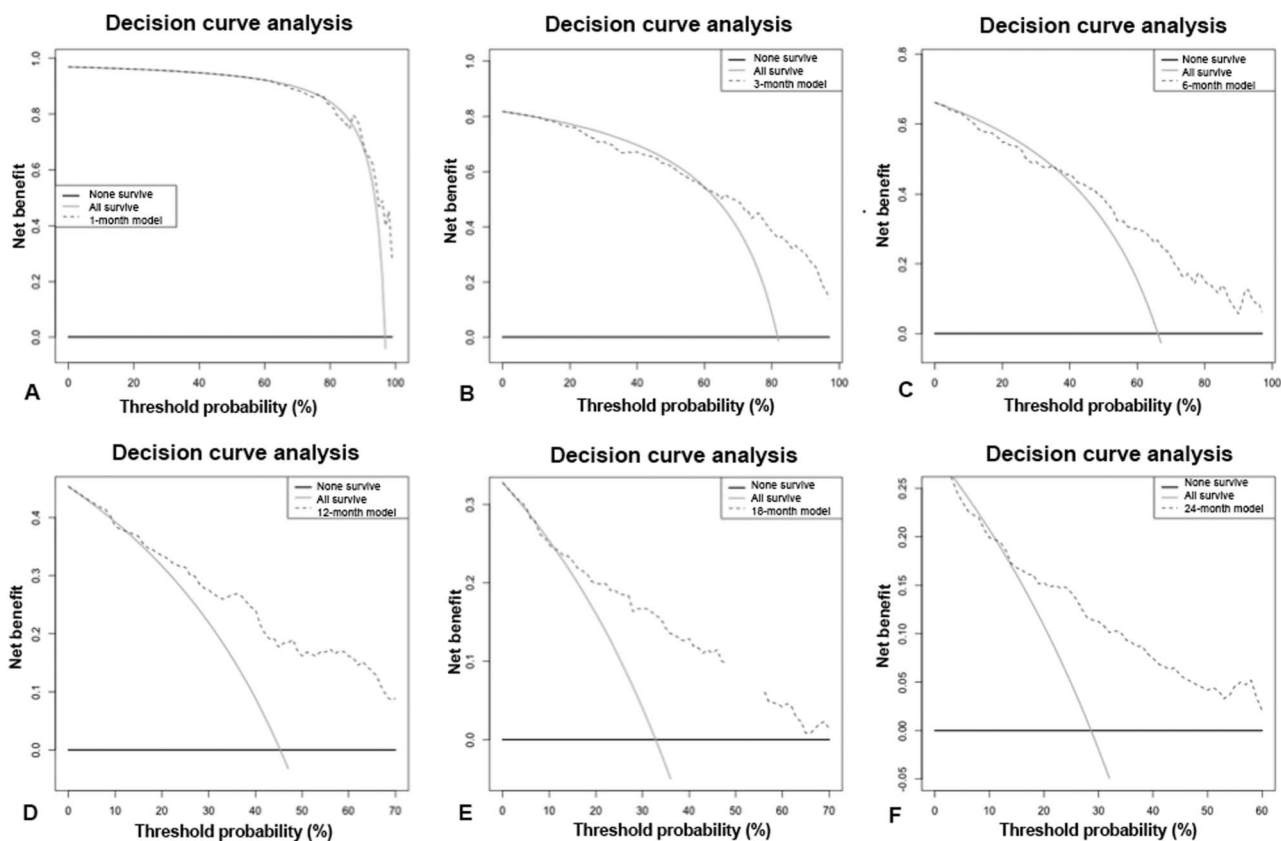 Decision curve analysis
None survive
All survive
1-month model
Net benefit
0.0 0.2 0.4 0.6 0.8 1.0
0 20 40 60 80 100
Threshold probability (%)
A
Decision curve analysis
None survive
All survive
3-month model
Net benefit
0.0 0.2 0.4 0.6 0.8 1.0
0 20 40 60 80 100
Threshold probability (%)
B
Decision curve analysis
None survive
All survive
6-month model
Net benefit
0.0 0.2 0.4 0.6 0.8
0 20 40 60 80 100
Threshold probability (%)
C
Decision curve analysis
None survive
All survive
12-month model
Net benefit
0.0 0.1 0.2 0.3 0.4
0 10 20 30 40 50 60 70
Threshold probability (%)
D
Decision curve analysis
None survive
All survive
18-month model
Net benefit
0.0 0.1 0.2 0.3
0 10 20 30 40 50 60 70
Threshold probability (%)
E
Decision curve analysis
None survive
All survive
24-month model
Net benefit
-0.05 0.00 0.05 0.10 0.15 0.20 0.25
0 10 20 30 40 50 60
Threshold probability (%)
F